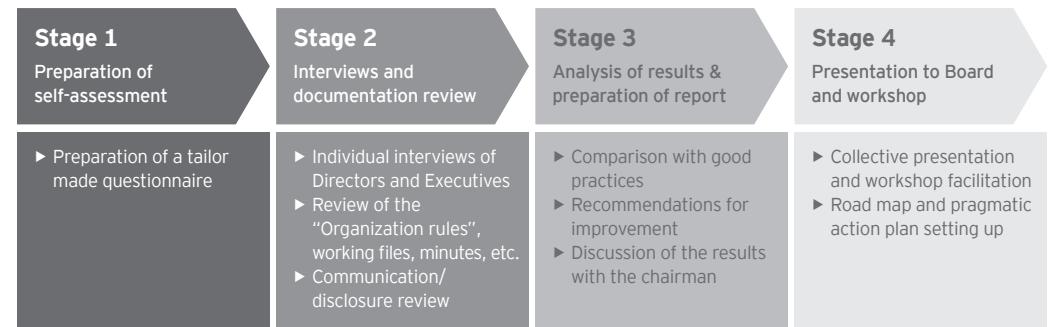 Stage 1
Preparation of
self-assessment
▶ Preparation of a tailor
made questionnaire
Stage 2
Interviews and
documentation review
▶ Individual interviews of
Directors and Executives
▶ Review of the
“Organization rules”,
working files, minutes, etc.
▶ Communication/
disclosure review
Stage 3
Analysis of results &
preparation of report
▶ Comparison with good
practices
▶ Recommendations for
improvement
▶ Discussion of the results
with the chairman
Stage 4
Presentation to Board
and workshop
▶ Collective presentation
and workshop facilitation
▶ Road map and pragmatic
action plan setting up